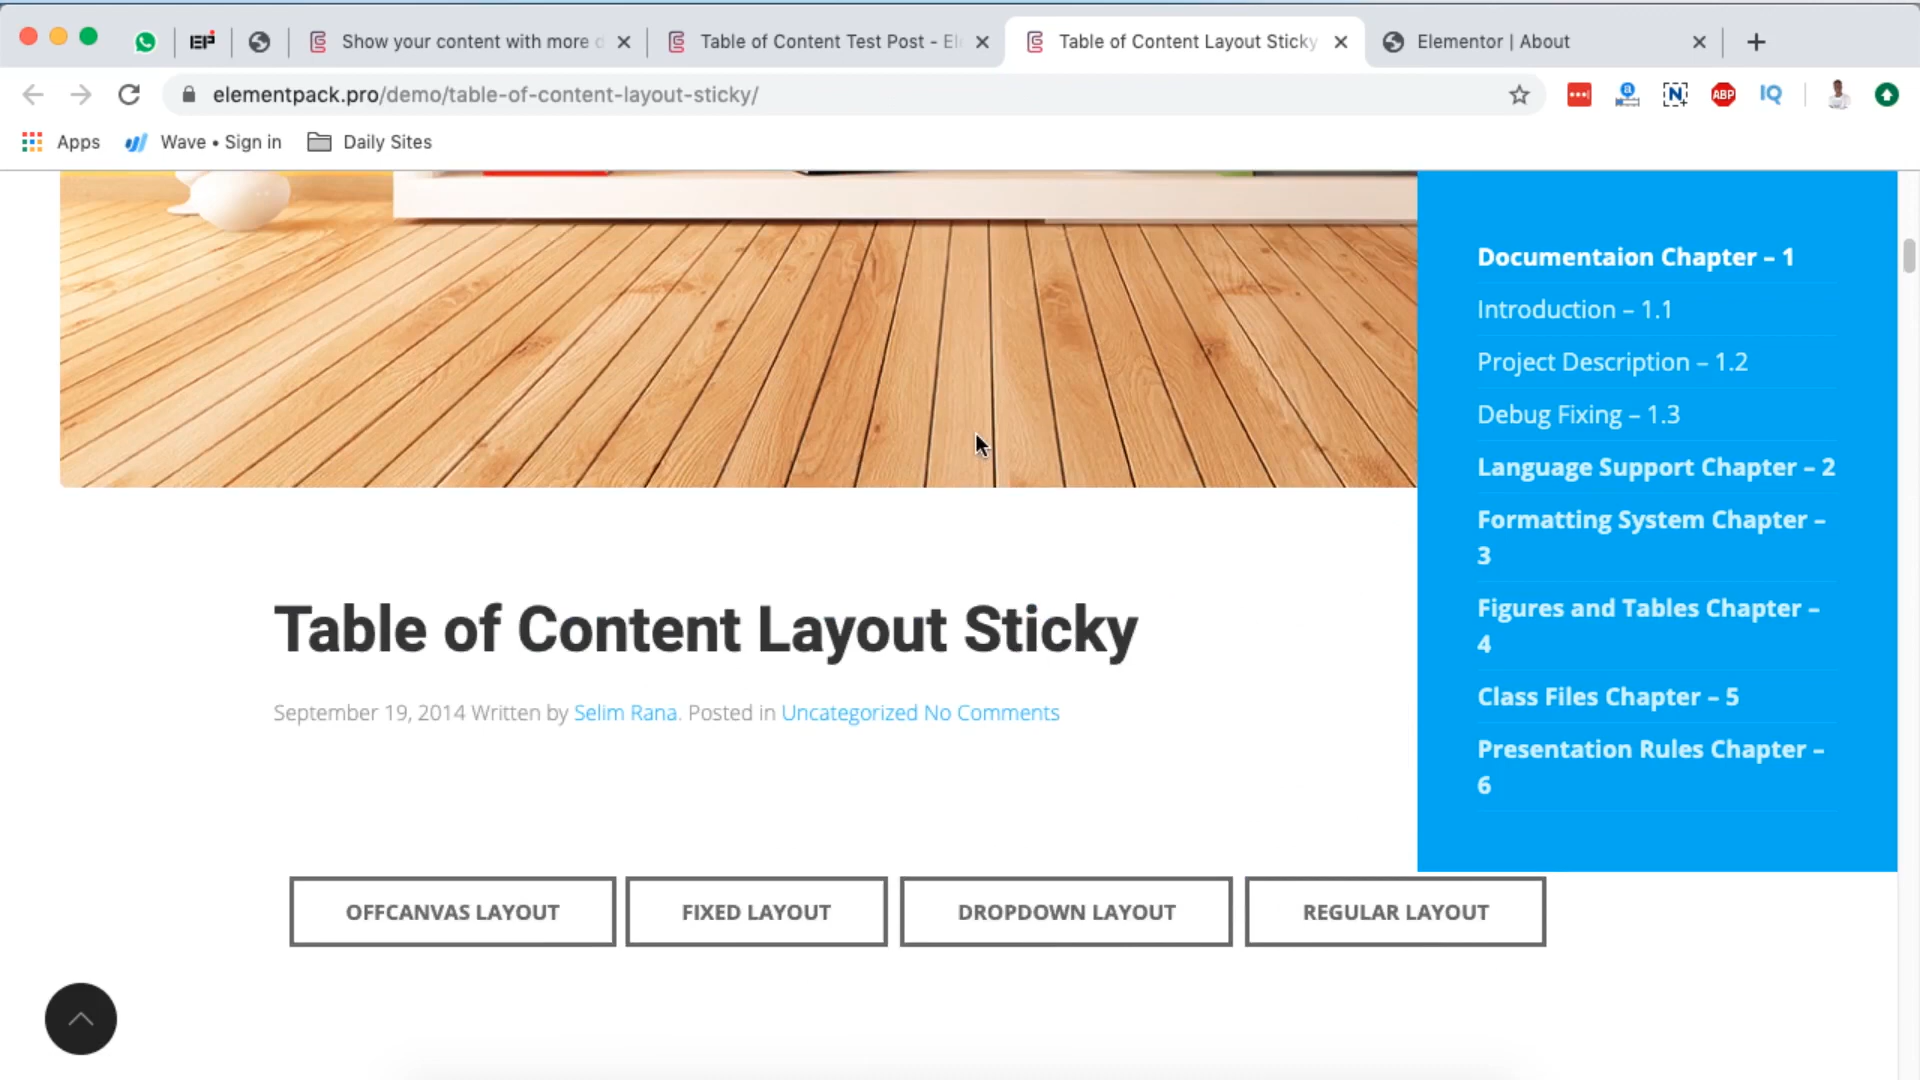 EP
Show your content with more d
Table of Content Test Post - El
Table of Content Layout Sticky
Elementor | About
elementpack.pro/demo/table-of-content-layout-sticky/
ABP
IQ
Apps
Wave • Sign in
Daily Sites
Documentaion Chapter – 1
Introduction – 1.1
Project Description – 1.2
Debug Fixing – 1.3
Language Support Chapter – 2
Formatting System Chapter –
3
Figures and Tables Chapter –
4
Class Files Chapter – 5
Presentation Rules Chapter –
6
Table of Content Layout Sticky
September 19, 2014 Written by Selim Rana. Posted in Uncategorized No Comments
OFFCANVAS LAYOUT
FIXED LAYOUT
DROPDOWN LAYOUT
REGULAR LAYOUT